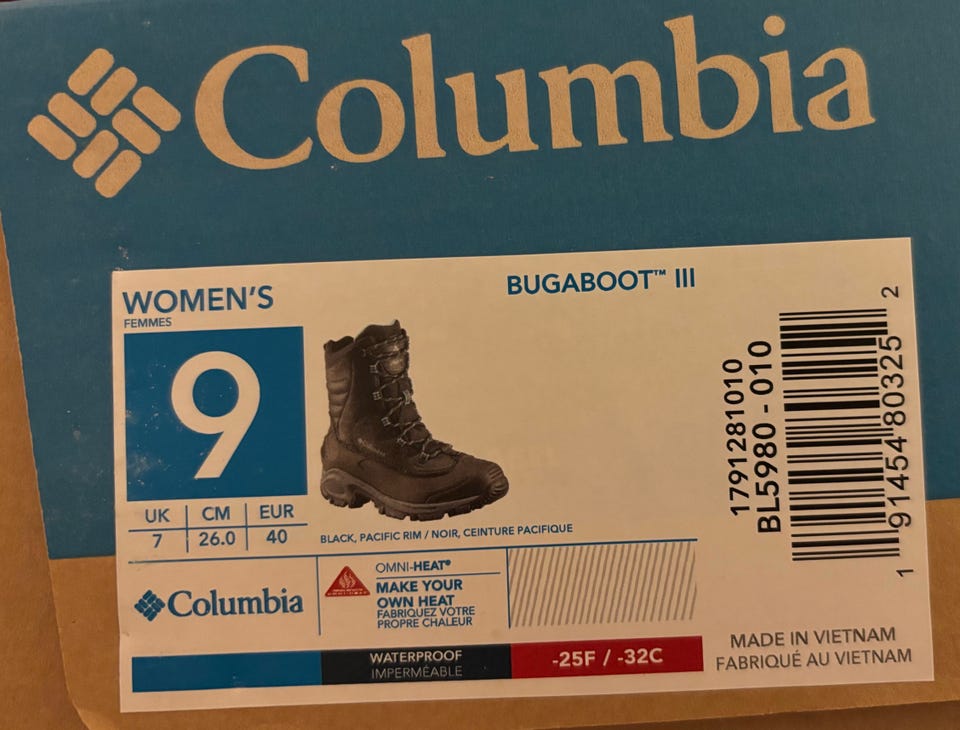 Columbia
WOMEN'S
FEMMES
9
UK CM EUR
7 26.0 40
BUGABOOT™ III
BLACK, PACIFIC RIM / NOIR, CEINTURE PACIFIQUE
1791281010
BL5980 - 010
1 91454 80325 2
Columbia
OMNI-HEAT®
MAKE YOUR
OWN HEAT
FABRIQUEZ VOTRE
PROPRE CHALEUR
WATERPROOF
IMPERMÉABLE
-25F / -32C
MADE IN VIETNAM
FABRIQUÉ AU VIETNAM